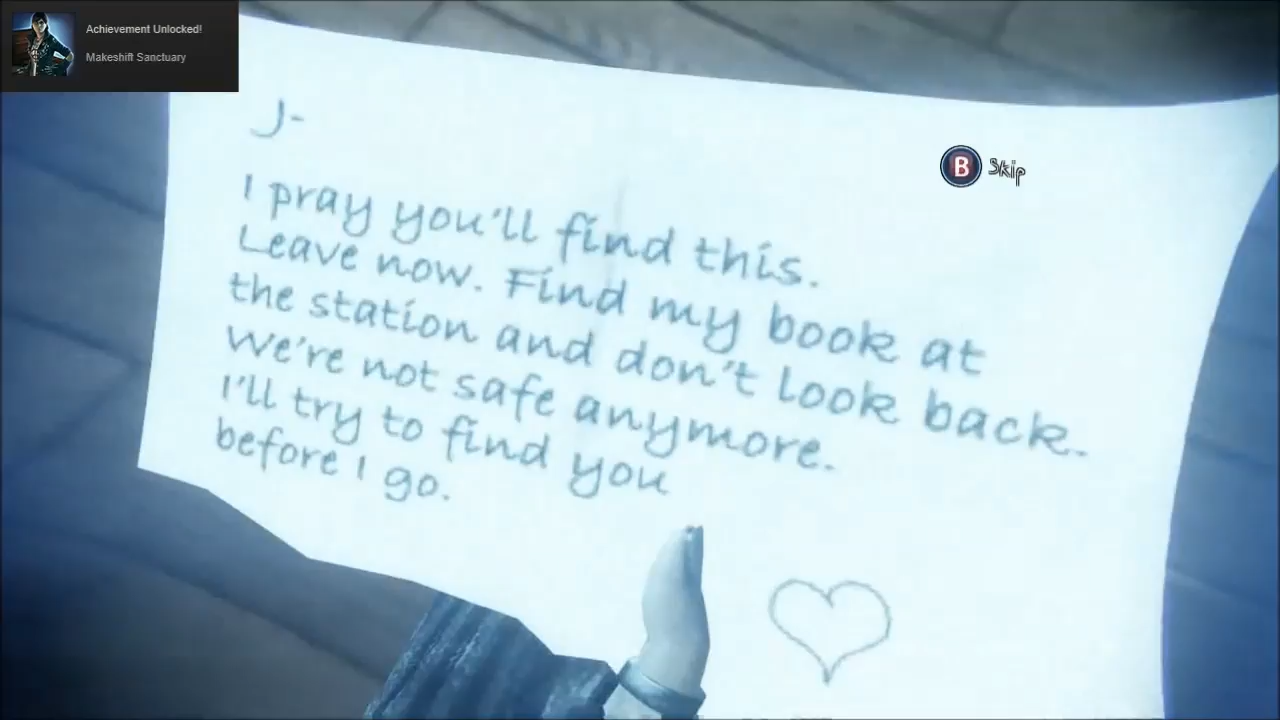 Achievement Unlocked!
Makeshift Sanctuary
B Skip
J-
I pray you'll find this.
Leave now. Find my book at
the station and don't look back.
We're not safe anymore.
I'll try to find you
before I go.